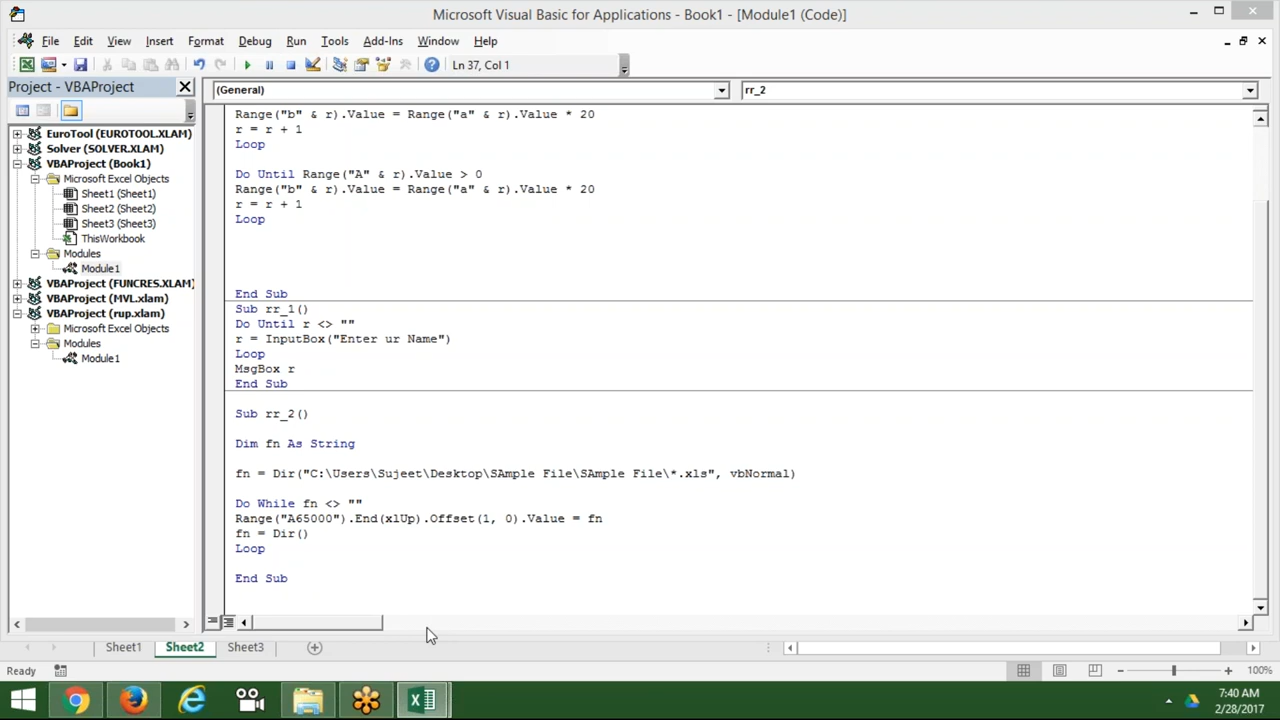 Microsoft Visual Basic for Applications - Book1 - [Module1 (Code)]
File Edit View Insert Format Debug Run Tools Add-Ins Window Help
Ln 37, Col 1
Project - VBAProject
(General)
rr_2
EuroTool (EUROTOOL.XLAM)
Solver (SOLVER.XLAM)
VBAProject (Book1)
Microsoft Excel Objects
Sheet1 (Sheet1)
Sheet2 (Sheet2)
Sheet3 (Sheet3)
ThisWorkbook
Modules
Module1
VBAProject (FUNCRES.XLAM)
VBAProject (MVL.xlam)
VBAProject (rup.xlam)
Microsoft Excel Objects
Modules
Module1
Range("b" & r).Value = Range("a" & r).Value * 20
r = r + 1
Loop
Do Until Range("A" & r).Value > 0
Range("b" & r).Value = Range("a" & r).Value * 20
r = r + 1
Loop
End Sub
Sub rr_1()
Do Until r <> ""
r = InputBox("Enter ur Name")
Loop
MsgBox r
End Sub
Sub rr_2()
Dim fn As String
fn = Dir("C:\Users\Sujeet\Desktop\SAmple File\SAmple File\*.xls", vbNormal)
Do While fn <> ""
Range("A65000").End(xlUp).Offset(1, 0).Value = fn
fn = Dir()
Loop
End Sub
Sheet1 Sheet2 Sheet3
Ready
100%
7:40 AM
2/28/2017